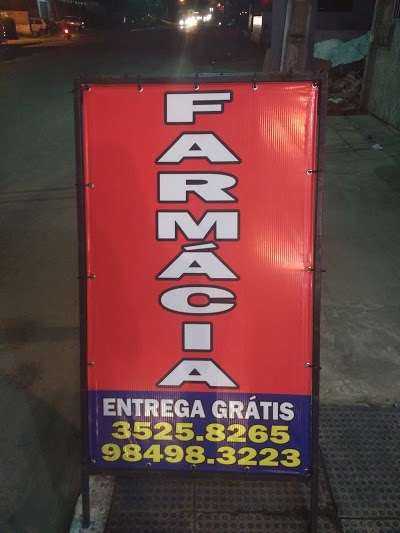 FARMÁCIA
ENTREGA GRÁTIS
3525.8265
98498.3223